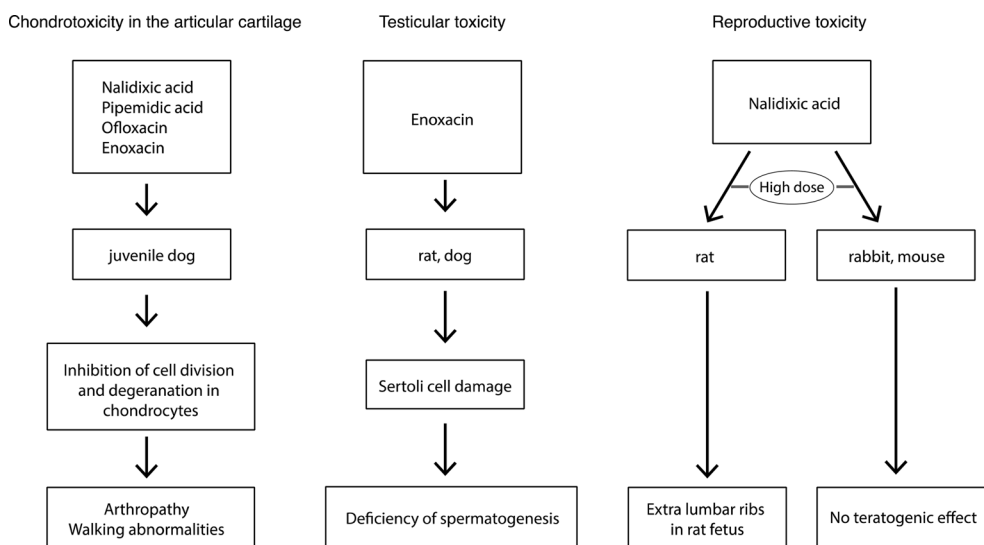 Chondrotoxicity in the articular cartilage
Nalidixic acid
Pipemidic acid
Ofloxacin
Enoxacin
juvenile dog
Inhibition of cell division
and degeranation in
chondrocytes
Arthropathy
Walking abnormalities
Testicular toxicity
Enoxacin
rat, dog
Sertoli cell damage
Deficiency of spermatogenesis
Reproductive toxicity
Nalidixic acid
High dose
rat
rabbit, mouse
Extra lumbar ribs
in rat fetus
No teratogenic effect